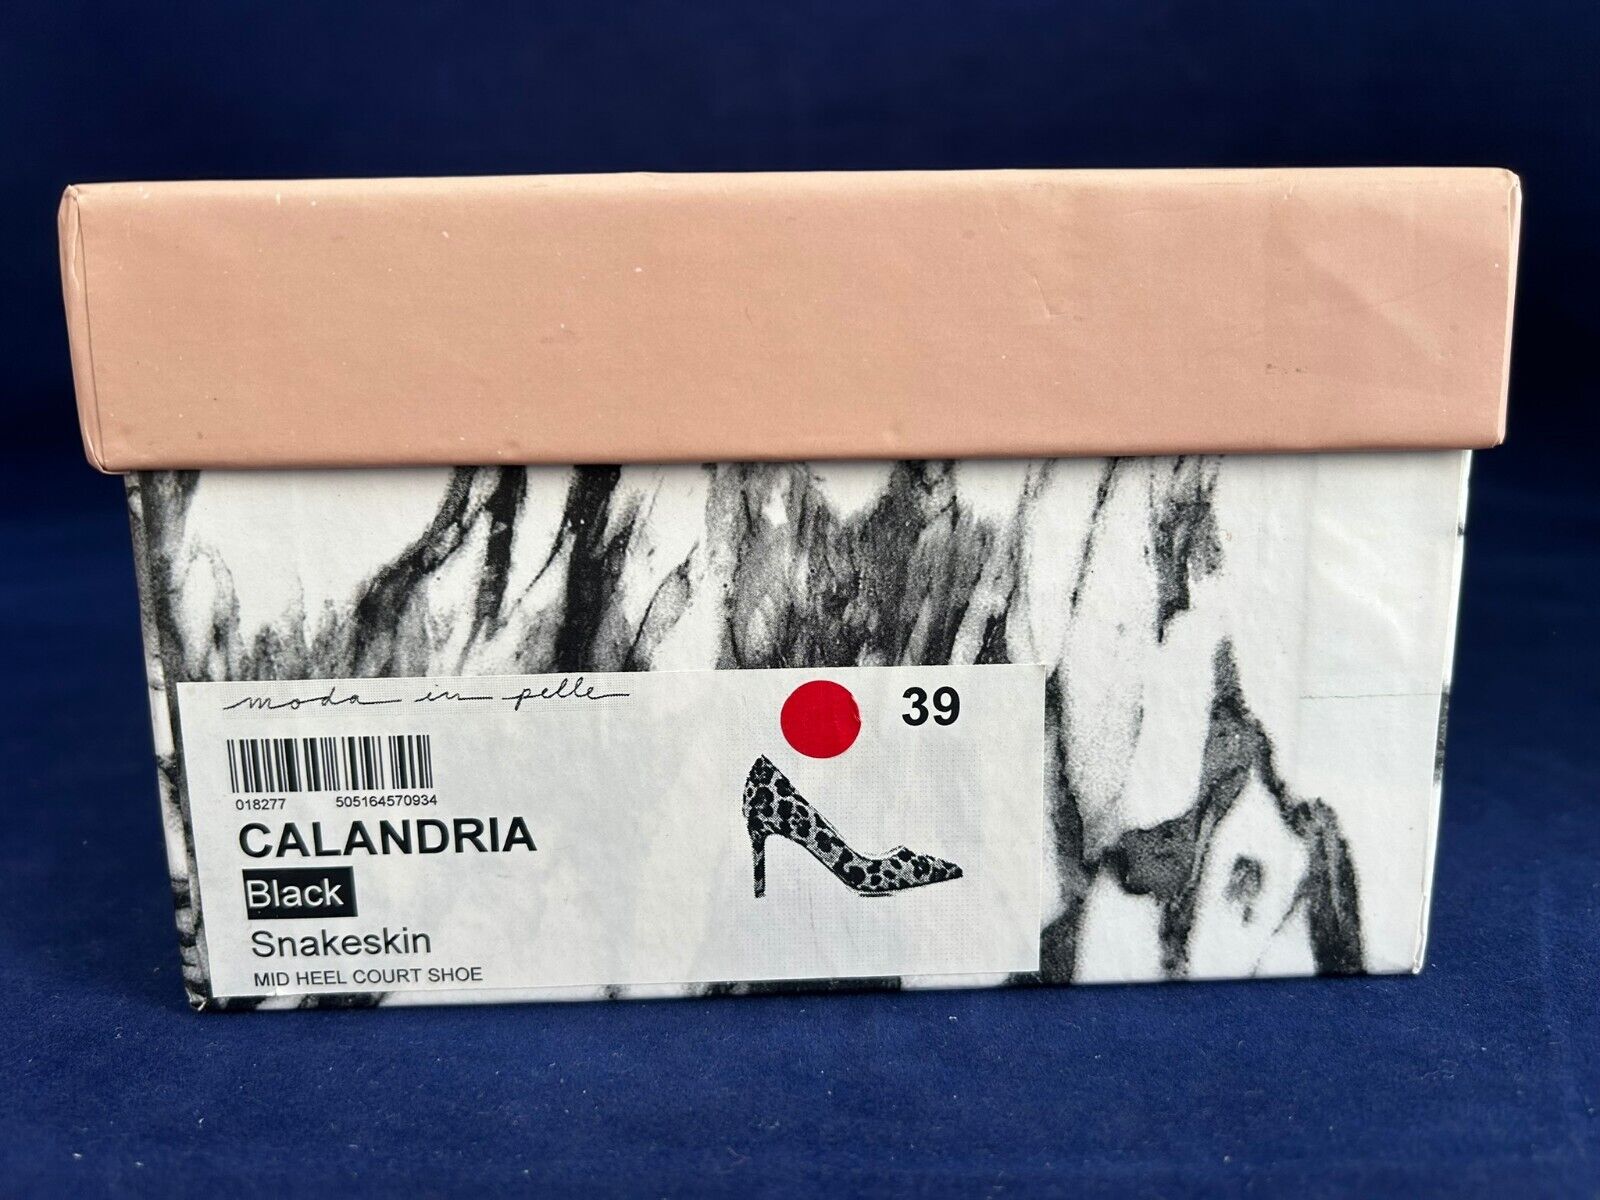 moda in pelle
39
018277 505164570934
CALANDRIA
Black
Snakeskin
MID HEEL COURT SHOE